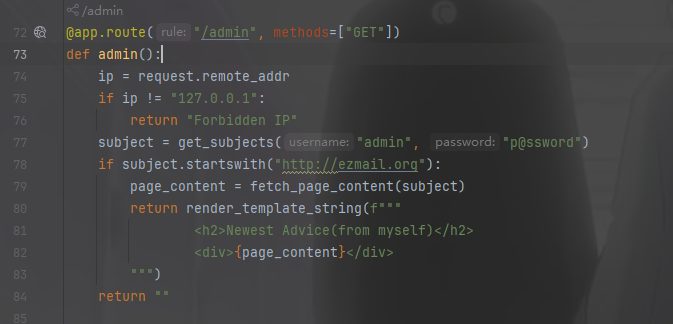 /admin
72 @app.route( rule: "/admin", methods=["GET"])
73 def admin():
74     ip = request.remote_addr
75     if ip != "127.0.0.1":
76         return "Forbidden IP"
77     subject = get_subjects( username: "admin", password: "p@ssword")
78     if subject.startswith("http://ezmail.org"):
79         page_content = fetch_page_content(subject)
80         return render_template_string(f"""
81                 <h2>Newest Advice(from myself)</h2>
82                 <div>{page_content}</div>
83         """)
84     return ""
85